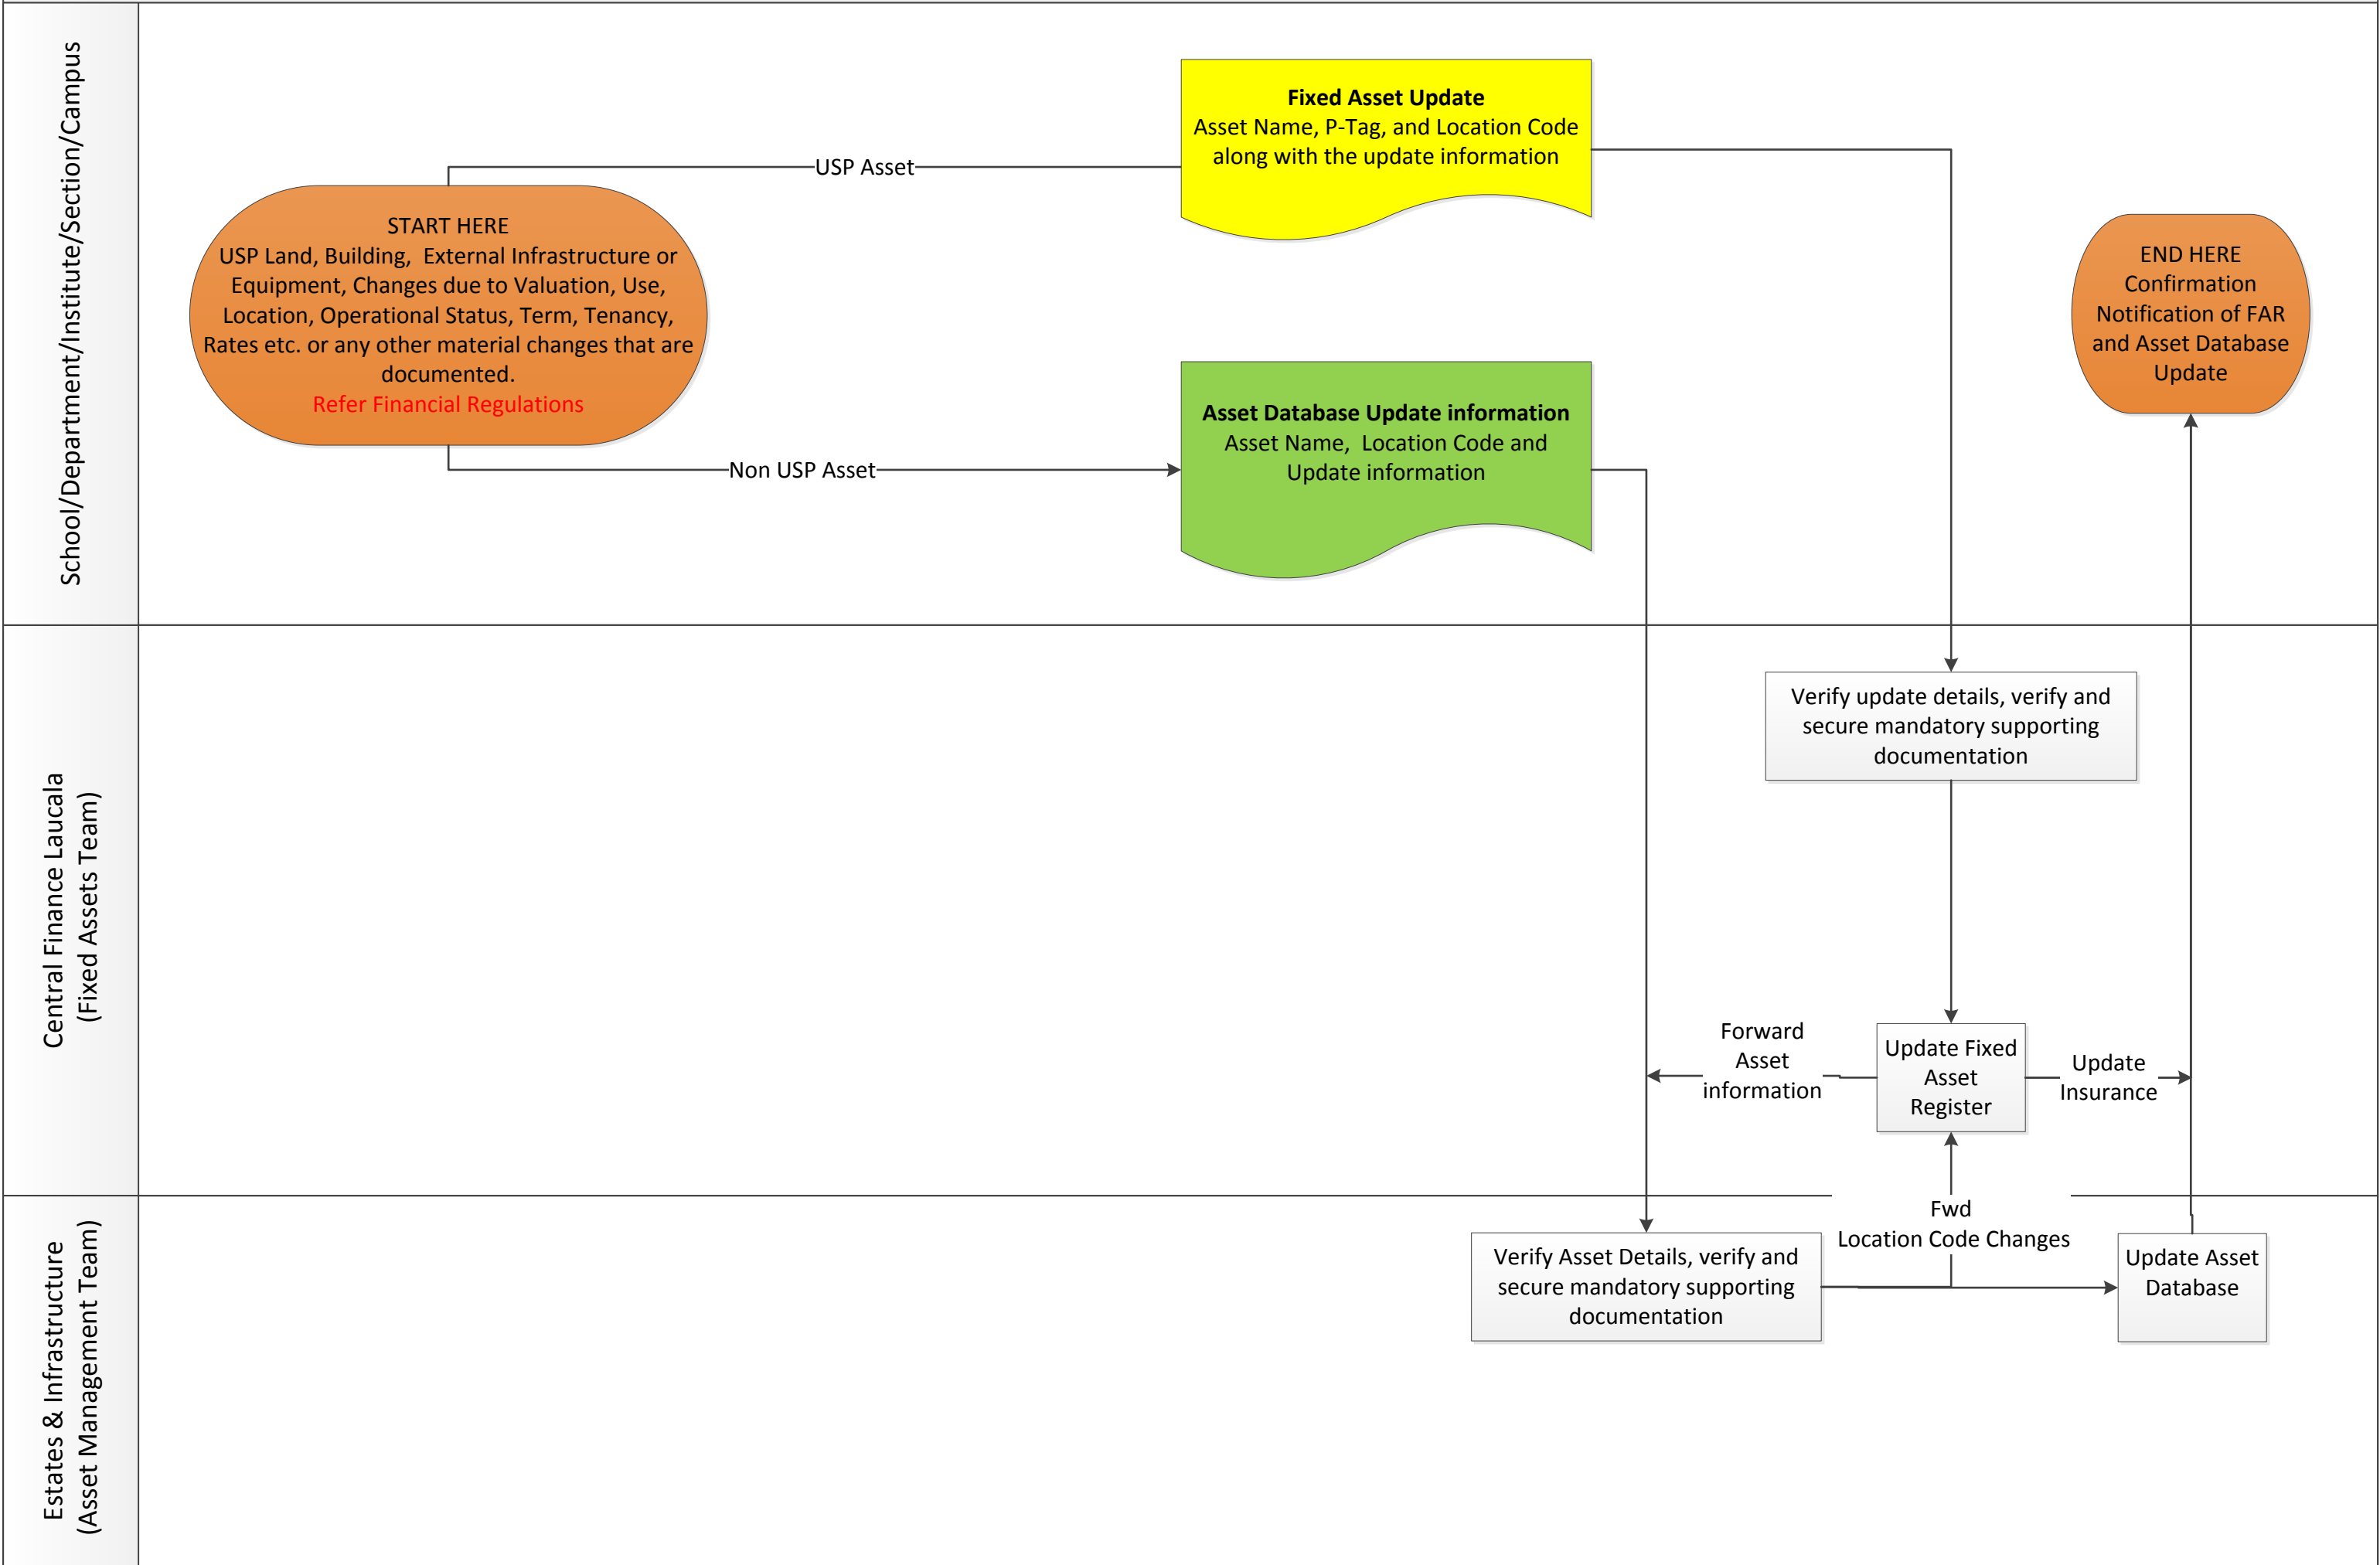 School/Department/Institute/Section/Campus
START HERE
USP Land, Building, External Infrastructure or
Equipment, Changes due to Valuation, Use,
Location, Operational Status, Term, Tenancy,
Rates etc. or any other material changes that are
documented.
Refer Financial Regulations
USP Asset
Non USP Asset
Fixed Asset Update
Asset Name, P-Tag, and Location Code
along with the update information
Asset Database Update information
Asset Name, Location Code and
Update information
END HERE
Confirmation
Notification of FAR
and Asset Database
Update
Central Finance Laucala
(Fixed Assets Team)
Verify update details, verify and
secure mandatory supporting
documentation
Forward
Asset
information
Update Fixed
Asset
Register
Update
Insurance
Estates & Infrastructure
(Asset Management Team)
Verify Asset Details, verify and
secure mandatory supporting
documentation
Fwd
Location Code Changes
Update Asset
Database